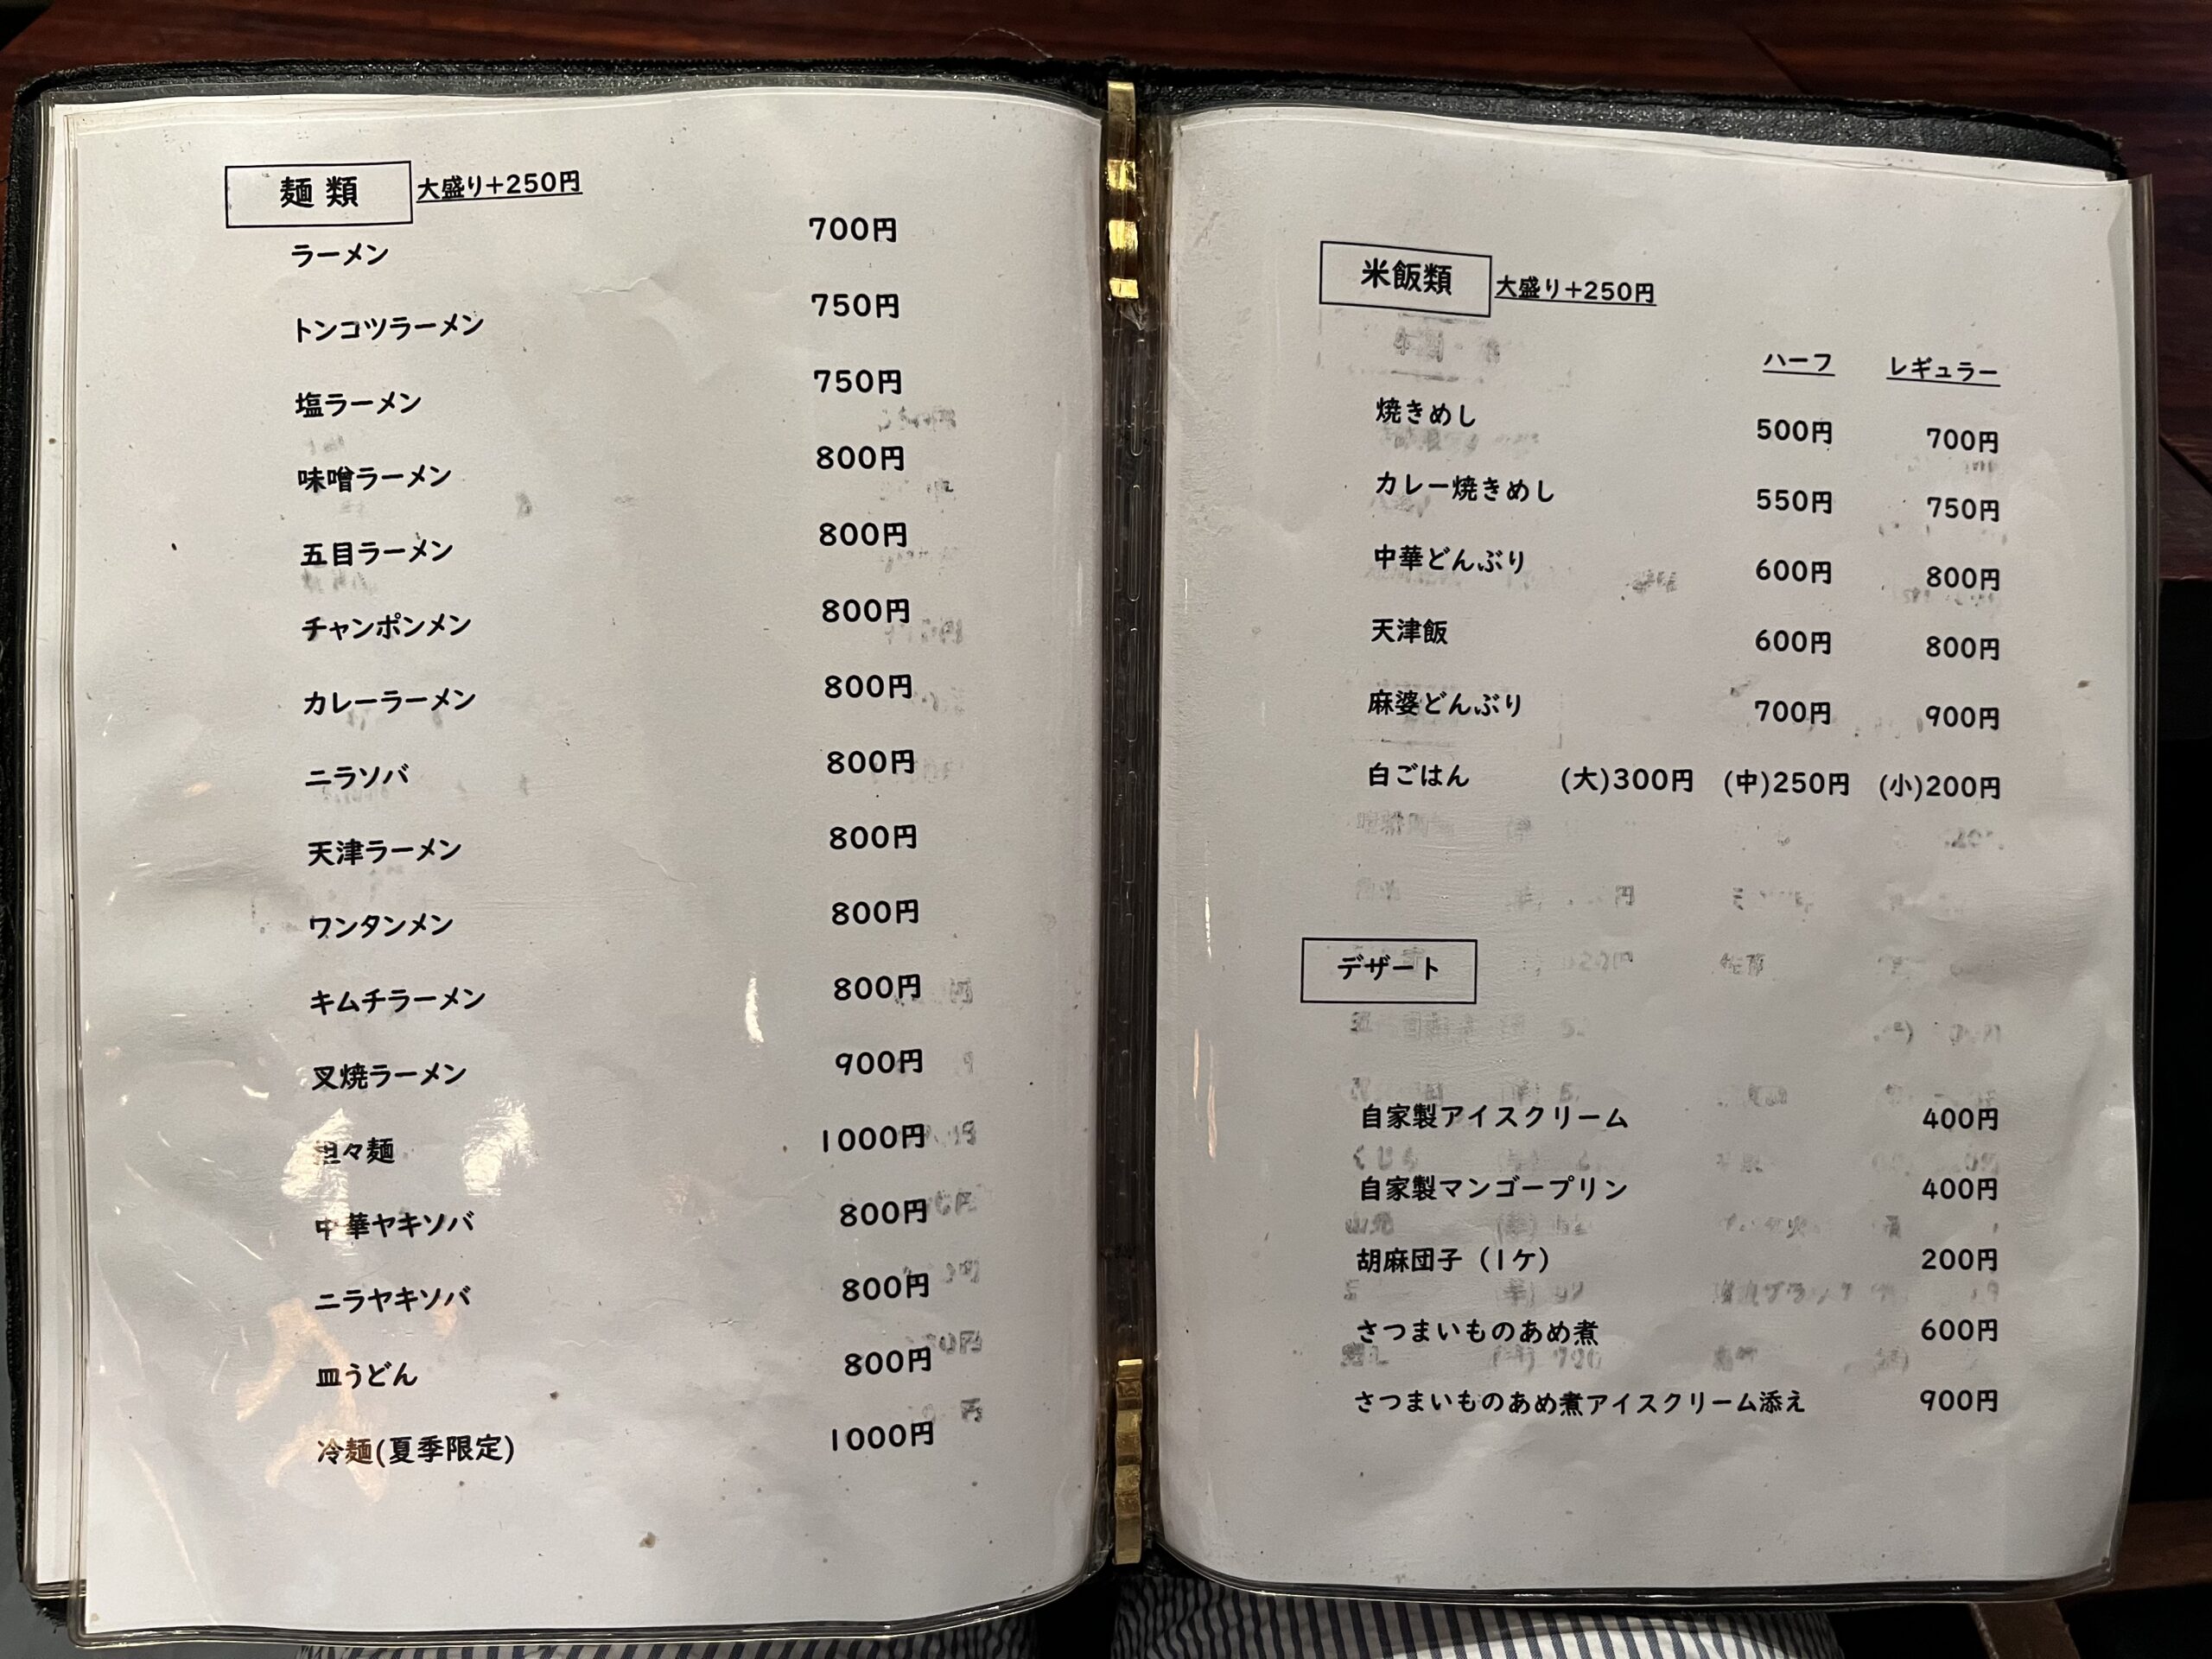 麺類 大盛り+250円
ラーメン 700円
トンコツラーメン 750円
塩ラーメン 750円
味噌ラーメン 800円
五目ラーメン 800円
チャンポンメン 800円
カレーラーメン 800円
ニラソバ 800円
天津ラーメン 800円
ワンタンメン 800円
キムチラーメン 800円
叉焼ラーメン 900円
担々麺 1000円
中華ヤキソバ 800円
ニラヤキソバ 800円
皿うどん 800円
冷麺(夏季限定) 1000円
米飯類 大盛り+250円
ハーフ レギュラー
焼きめし 500円 700円
カレー焼きめし 550円 750円
中華どんぶり 600円 800円
天津飯 600円 800円
麻婆どんぶり 700円 900円
白ごはん (大)300円 (中)250円 (小)200円
デザート
自家製アイスクリーム 400円
自家製マンゴープリン 400円
胡麻団子（1ケ） 200円
さつまいものあめ煮 600円
さつまいものあめ煮アイスクリーム添え 900円